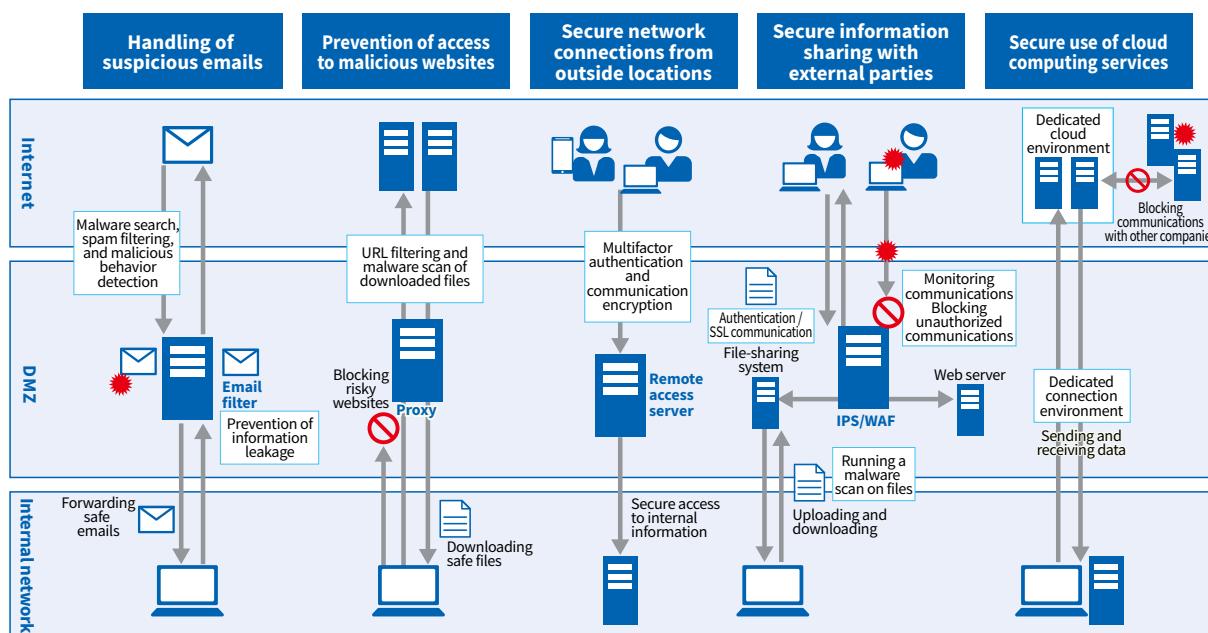 Handling of
suspicious emails
Prevention of access
to malicious websites
Secure network
connections from
outside locations
Secure information
sharing with
external parties
Secure use of cloud
computing services
Internet
Malware search,
spam filtering,
and malicious
behavior
detection
URL filtering and
malware scan of
downloaded files
Multifactor
authentication
and
communication
encryption
Dedicated
cloud
environment
Blocking
communications
with other companie
DMZ
Email
filter
Prevention of
information
leakage
Blocking
risky
websites
Proxy
Remote
access
server
Authentication /
SSL communication
File-sharing
system
IPS/WAF
Monitoring
communications
Blocking
unauthorized
communications
Web server
Running a
malware
scan on files
Dedicated
connection
environment
Sending and
receiving data
Internal network
Forwarding
safe
emails
Downloading
safe files
Secure access
to internal
information
Uploading and
downloading